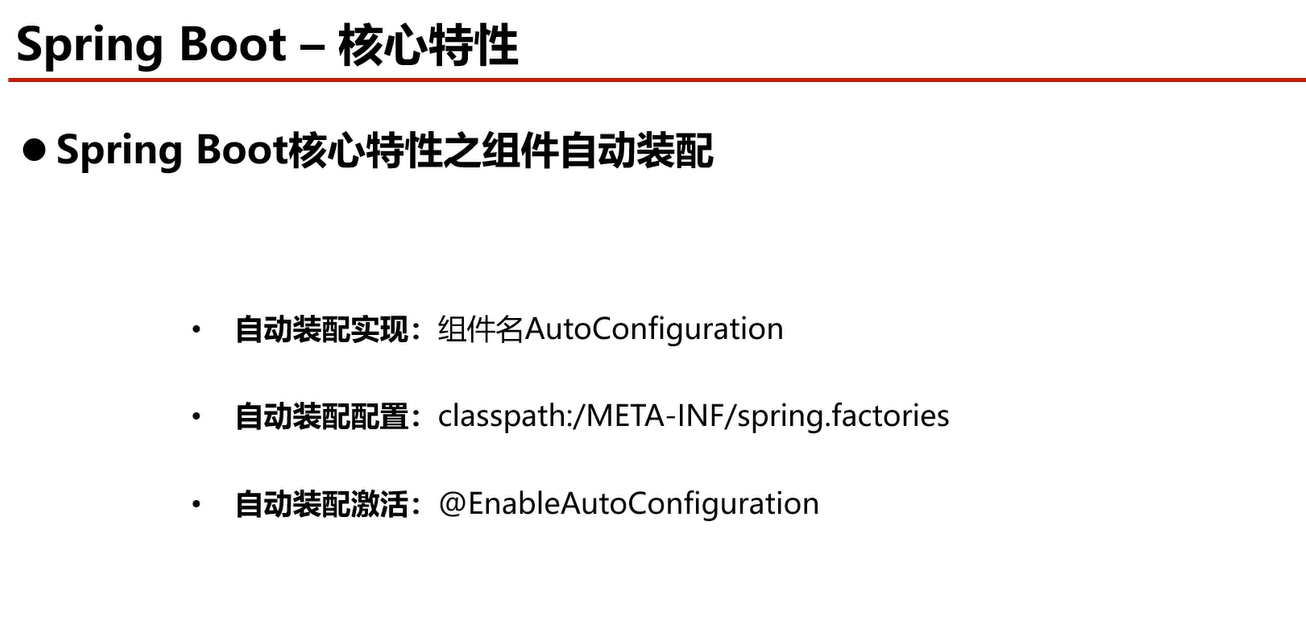 Spring Boot – 核心特性
● Spring Boot核心特性之组件自动装配
• 自动装配实现：组件名AutoConfiguration
• 自动装配配置：classpath:/META-INF/spring.factories
• 自动装配激活：@EnableAutoConfiguration